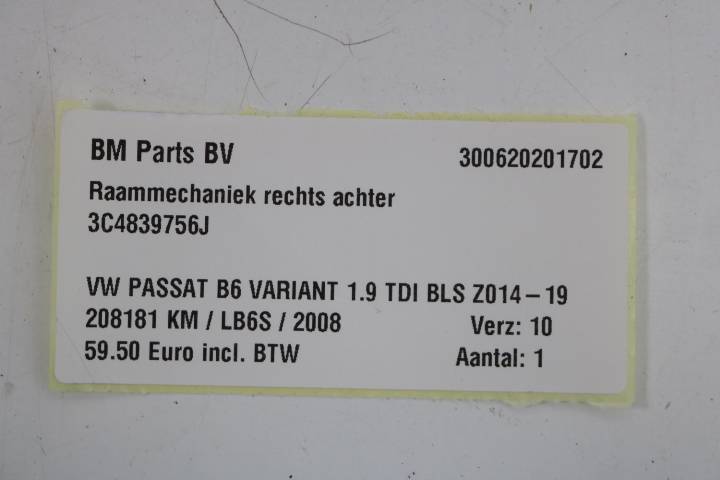 BM Parts BV 300620201702
Raammechaniek rechts achter
3C4839756J
VW PASSAT B6 VARIANT 1.9 TDI BLS Z014-19
208181 KM / LB6S / 2008 Verz: 10
59.50 Euro incl. BTW Aantal: 1